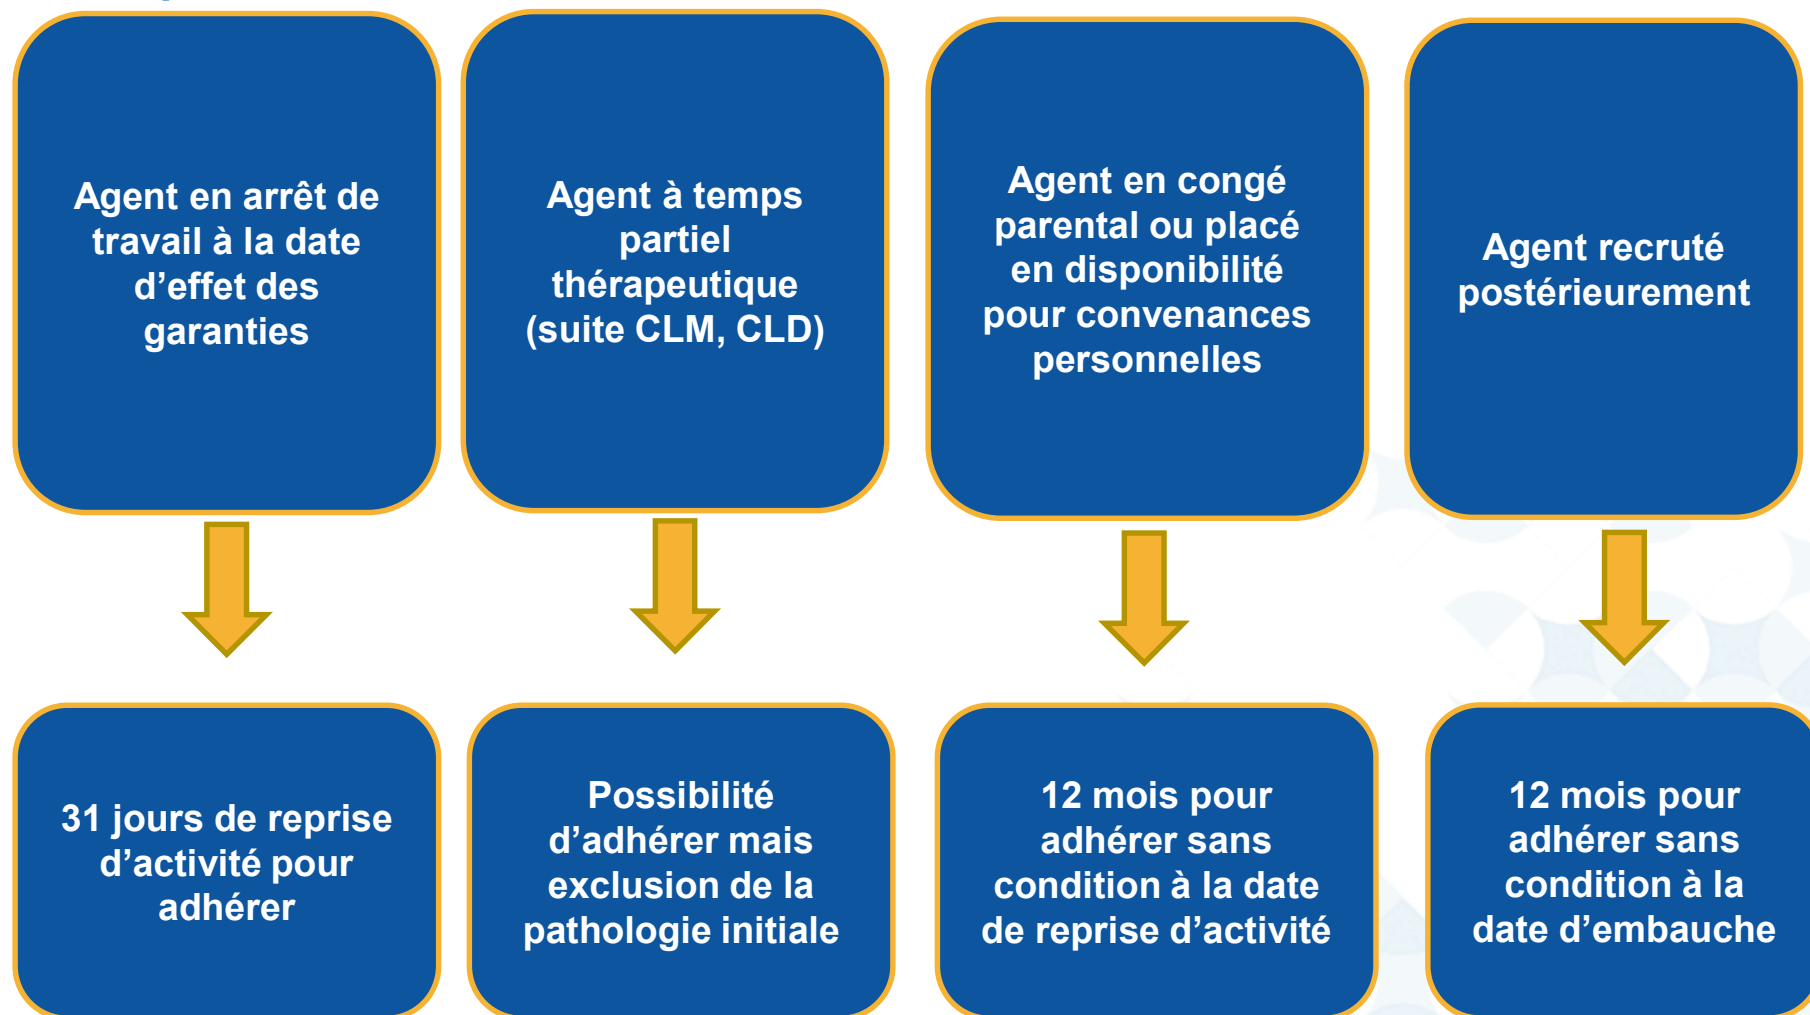 Agent en arrêt de
travail à la date
d’effet des
garanties
Agent à temps
partiel
thérapeutique
(suite CLM, CLD)
Agent en congé
parental ou placé
en disponibilité
pour convenances
personnelles
Agent recruté
postérieurement
31 jours de reprise
d’activité pour
adhérer
Possibilité
d’adhérer mais
exclusion de la
pathologie initiale
12 mois pour
adhérer sans
condition à la date
de reprise d’activité
12 mois pour
adhérer sans
condition à la
date d’embauche